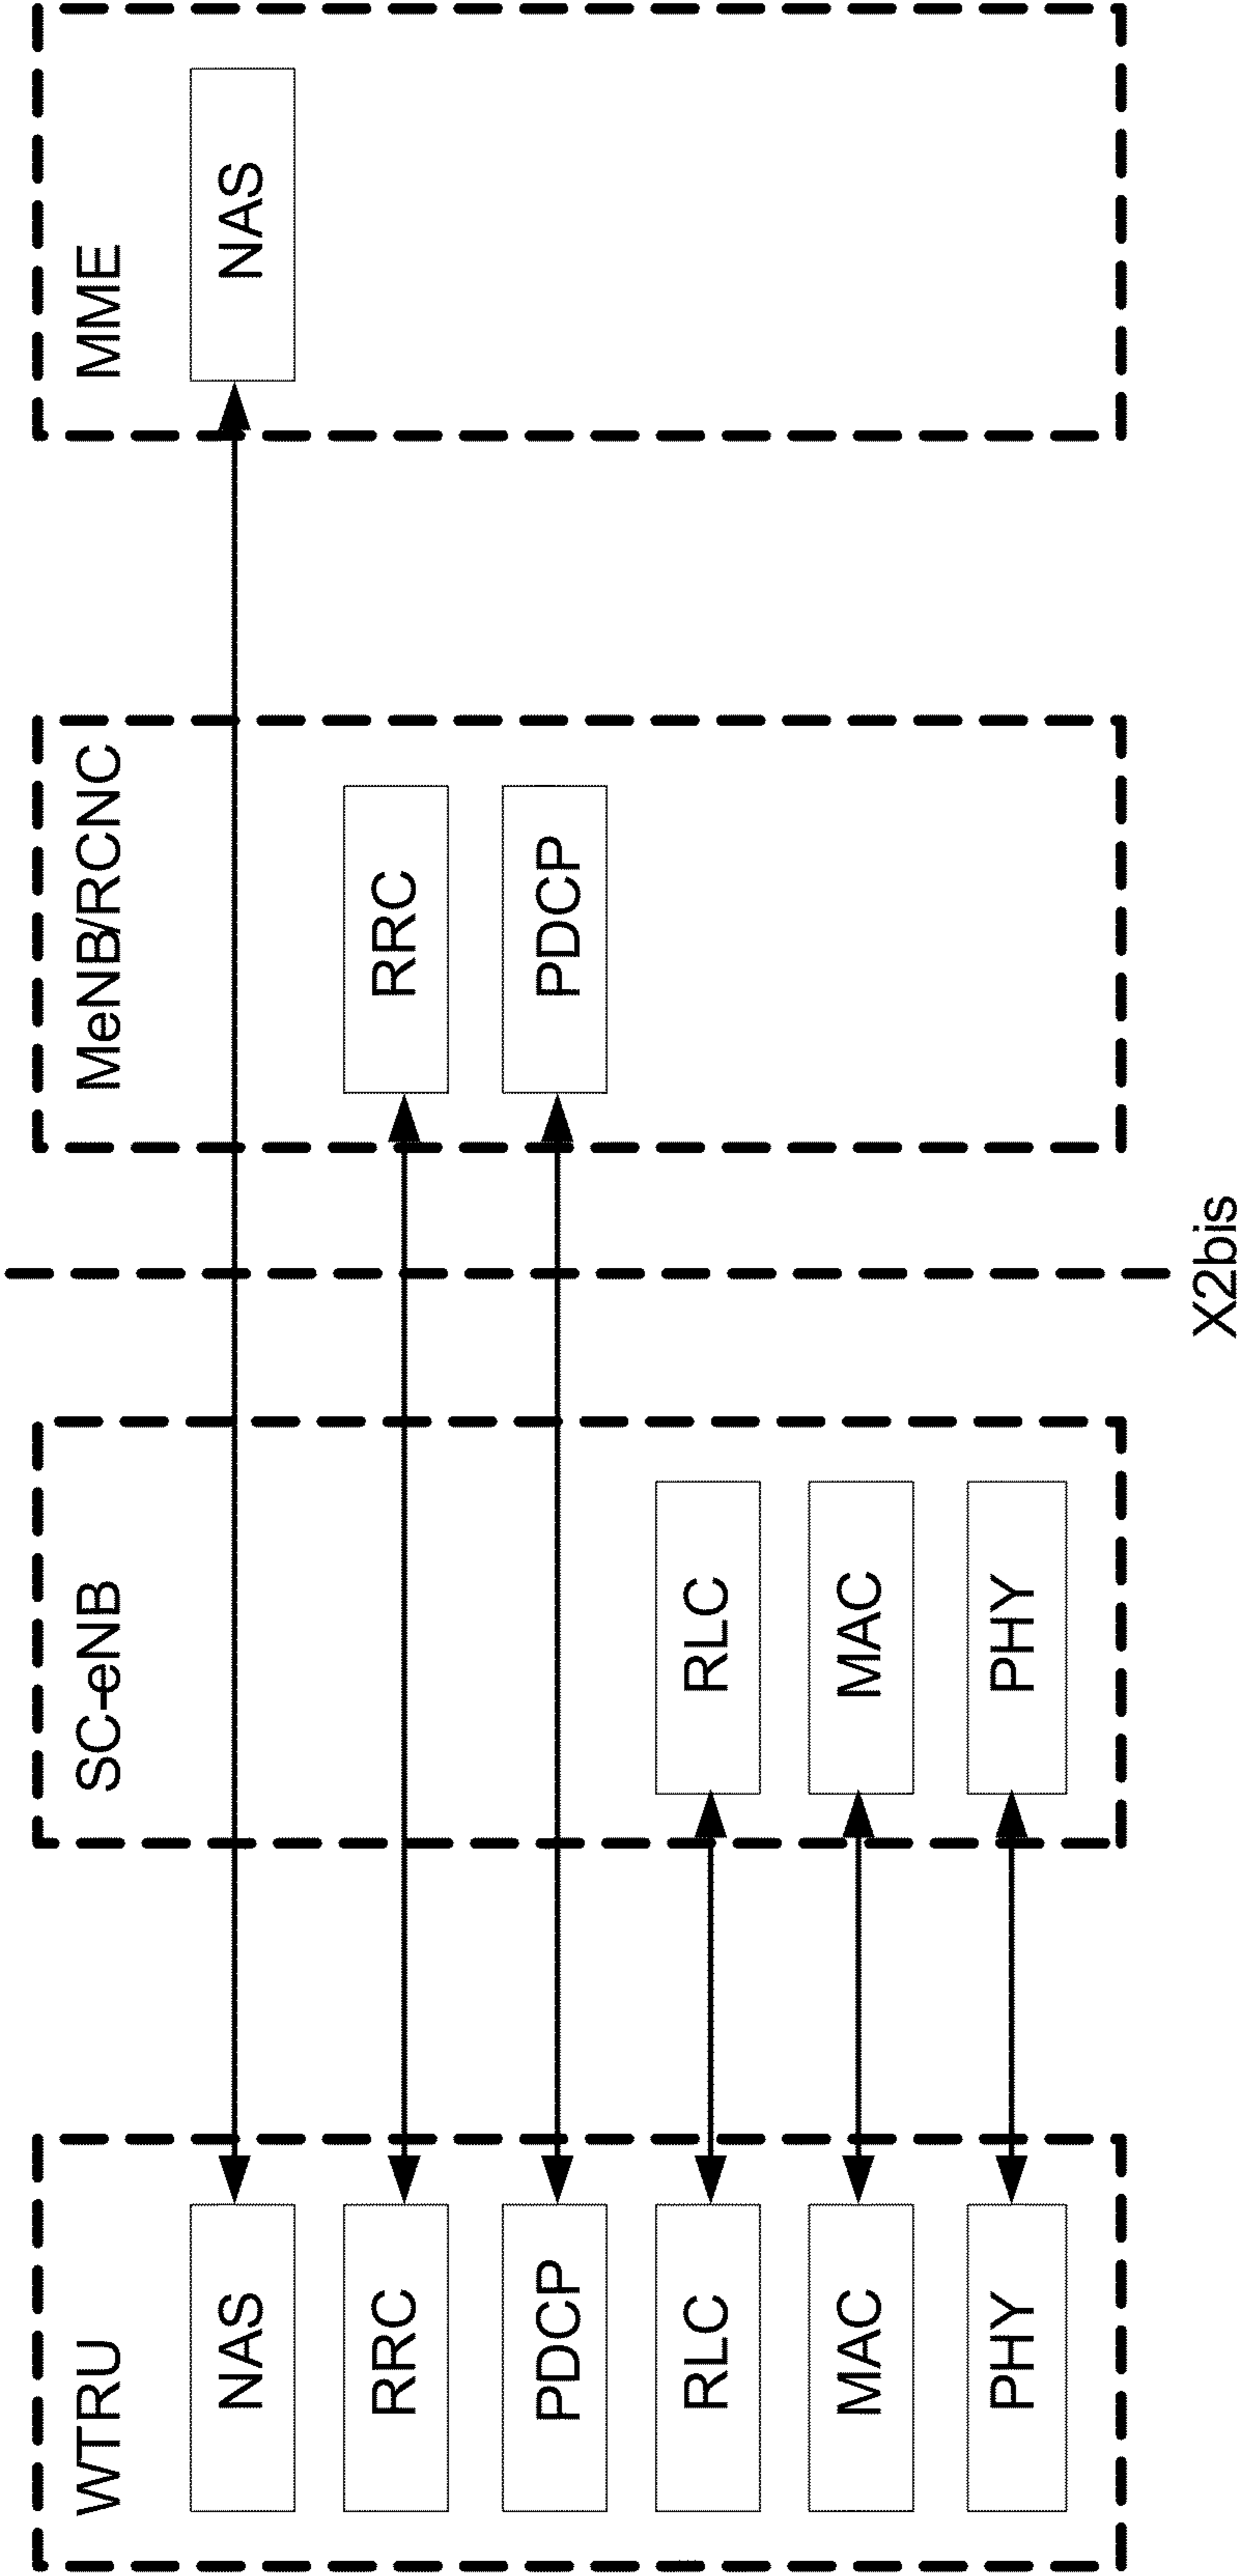 WTRU
SC-eNB
MeNB/RCNC
MME
NAS
NAS
RRC
RRC
PDCP
PDCP
RLC
RLC
MAC
MAC
PHY
PHY
X2bis